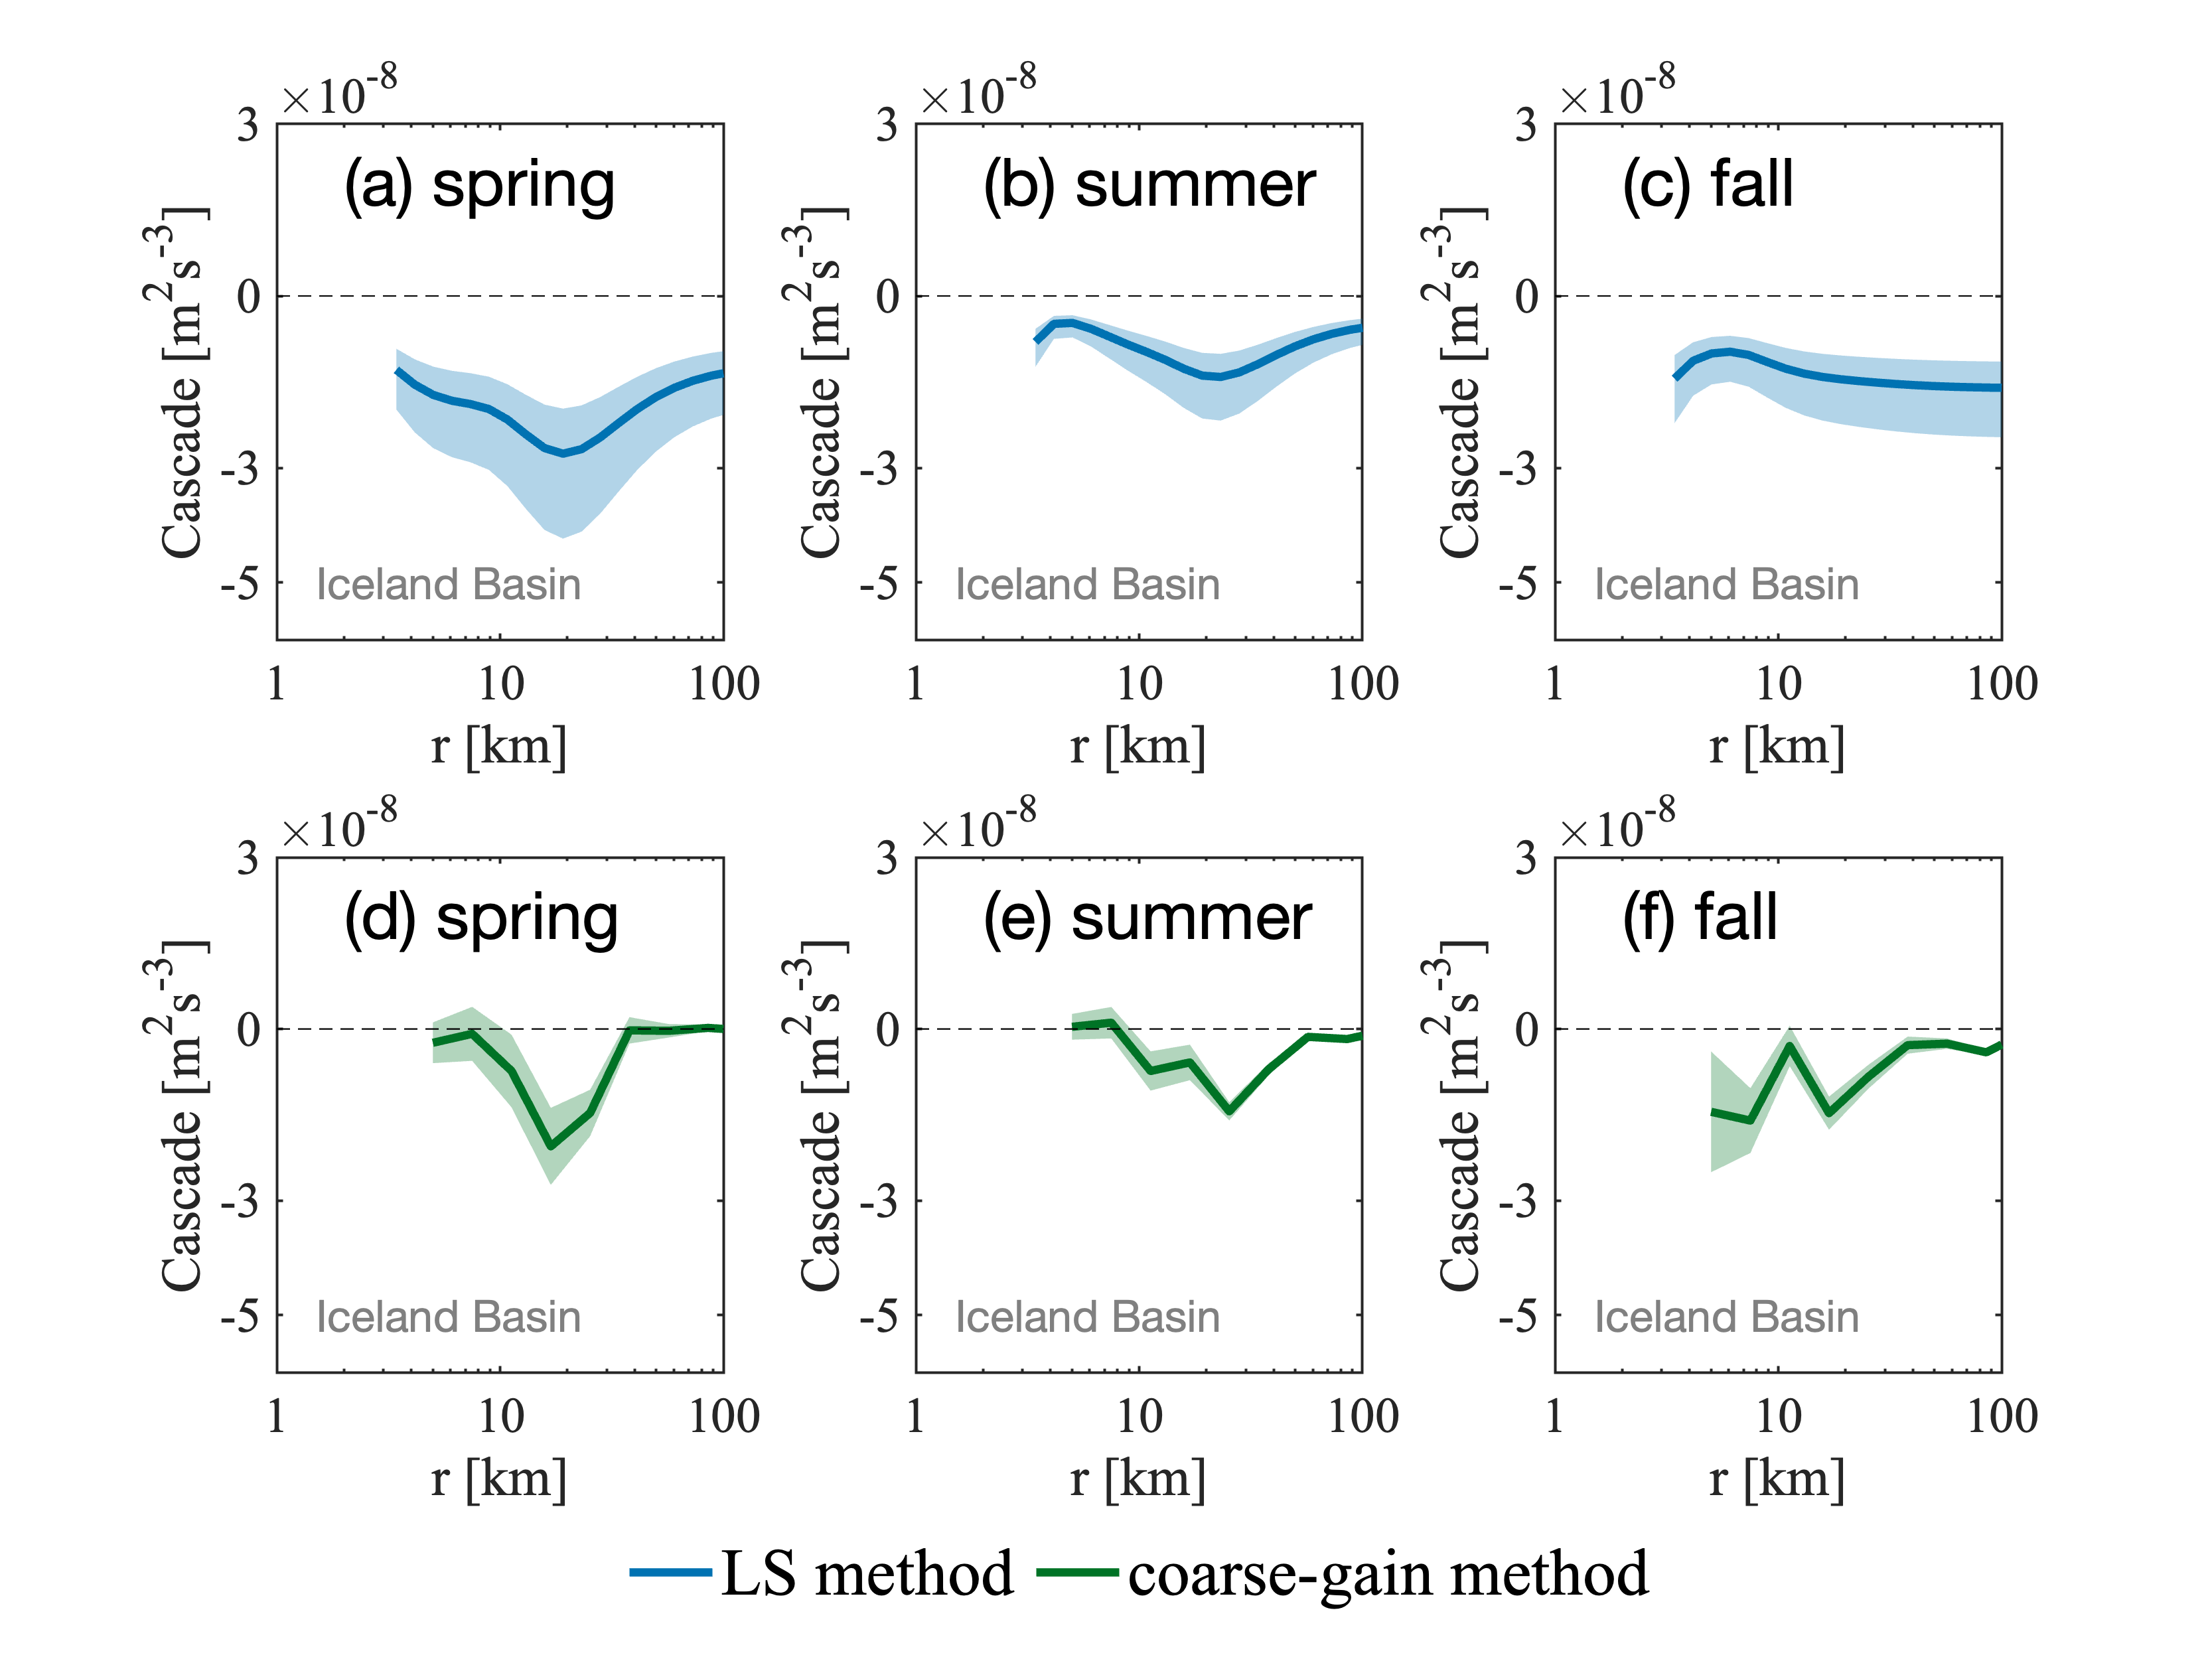 ×10-8 ×10-8 ×10-8
3 3 3
(a) spring (b) summer (c) fall
0 0 0
Cascade [m2s-3] Cascade [m2s-3] Cascade [m2s-3]
-3 -3 -3
-5 -5 -5
Iceland Basin Iceland Basin Iceland Basin
1 10 100 1 10 100 1 10 100
r [km] r [km] r [km]
×10-8 ×10-8 ×10-8
3 3 3
(d) spring (e) summer (f) fall
0 0 0
Cascade [m2s-3] Cascade [m2s-3] Cascade [m2s-3]
-3 -3 -3
-5 -5 -5
Iceland Basin Iceland Basin Iceland Basin
1 10 100 1 10 100 1 10 100
r [km] r [km] r [km]
LS method coarse-gain method